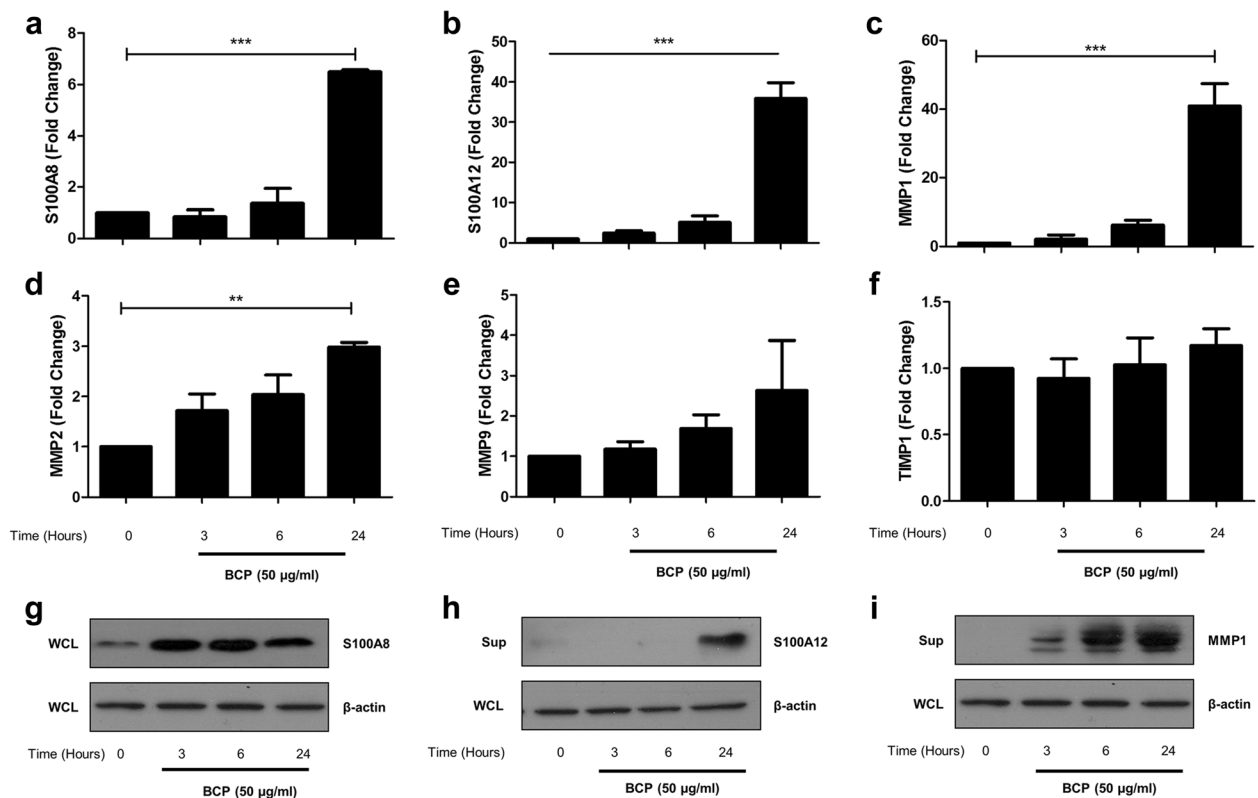 a
***
S100A8 (Fold Change)
8
6
4
2
0
b
***
S100A12 (Fold Change)
50
40
30
20
10
0
c
***
MMP1 (Fold Change)
60
40
20
0
d
**
MMP2 (Fold Change)
4
3
2
1
0
e
MMP9 (Fold Change)
5
4
3
2
1
0
f
TIMP1 (Fold Change)
1.5
1.0
0.5
0.0
Time (Hours) 0 3 6 24
BCP (50 µg/ml)
0 3 6 24
BCP (50 µg/ml)
0 3 6 24
BCP (50 µg/ml)
g
WCL S100A8
WCL β-actin
Time (Hours) 0 3 6 24
BCP (50 µg/ml)
h
Sup S100A12
WCL β-actin
Time (Hours) 0 3 6 24
BCP (50 µg/ml)
i
Sup MMP1
WCL β-actin
Time (Hours) 0 3 6 24
BCP (50 µg/ml)